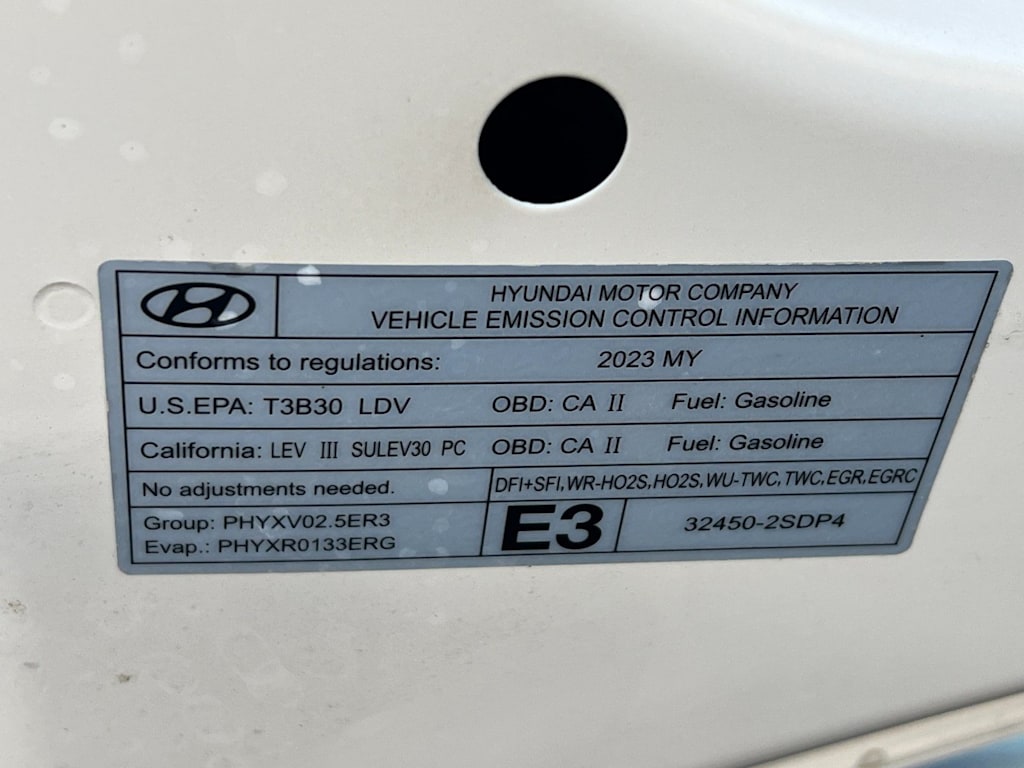 HYUNDAI MOTOR COMPANY
VEHICLE EMISSION CONTROL INFORMATION
Conforms to regulations: 2023 MY
U.S.EPA: T3B30 LDV OBD: CA II Fuel: Gasoline
California: LEV III SULEV30 PC OBD: CA II Fuel: Gasoline
No adjustments needed. DFI+SFI,WR-HO2S,HO2S,WU-TWC,TWC,EGR,EGRC
Group: PHYXV02.5ER3
Evap.: PHYXR0133ERG
E3
32450-2SDP4